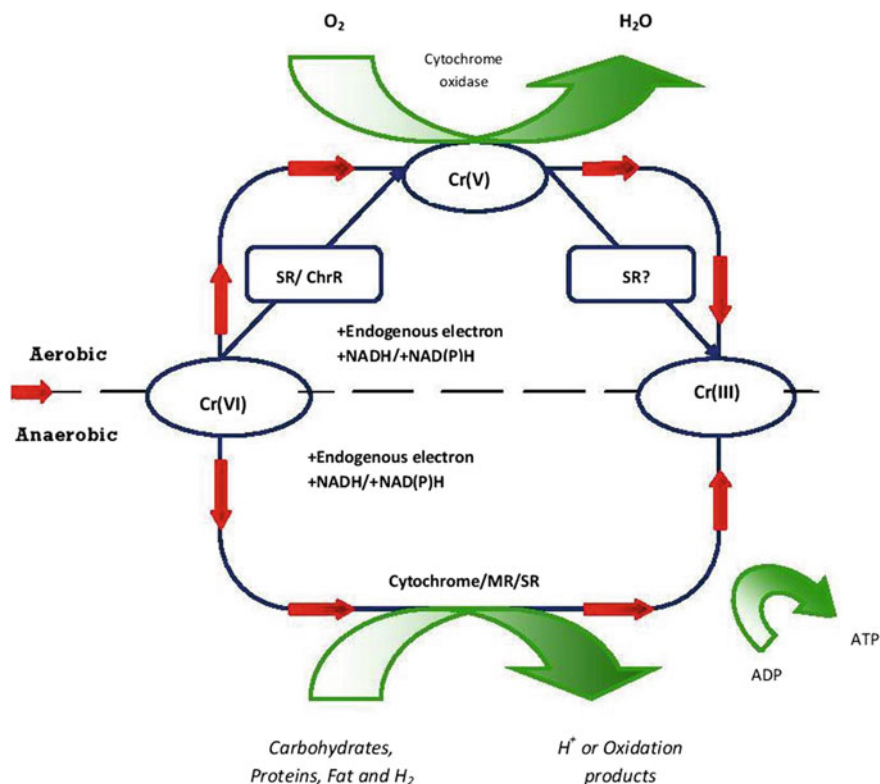 O₂
H₂O
Cytochrome
oxidase
Cr(V)
SR/ ChrR
SR?
+Endogenous electron
+NADH/+NAD(P)H
Aerobic
Cr(VI)
Cr(III)
Anaerobic
+Endogenous electron
+NADH/+NAD(P)H
Cytochrome/MR/SR
ATP
ADP
Carbohydrates,
Proteins, Fat and H₂
H⁺ or Oxidation
products